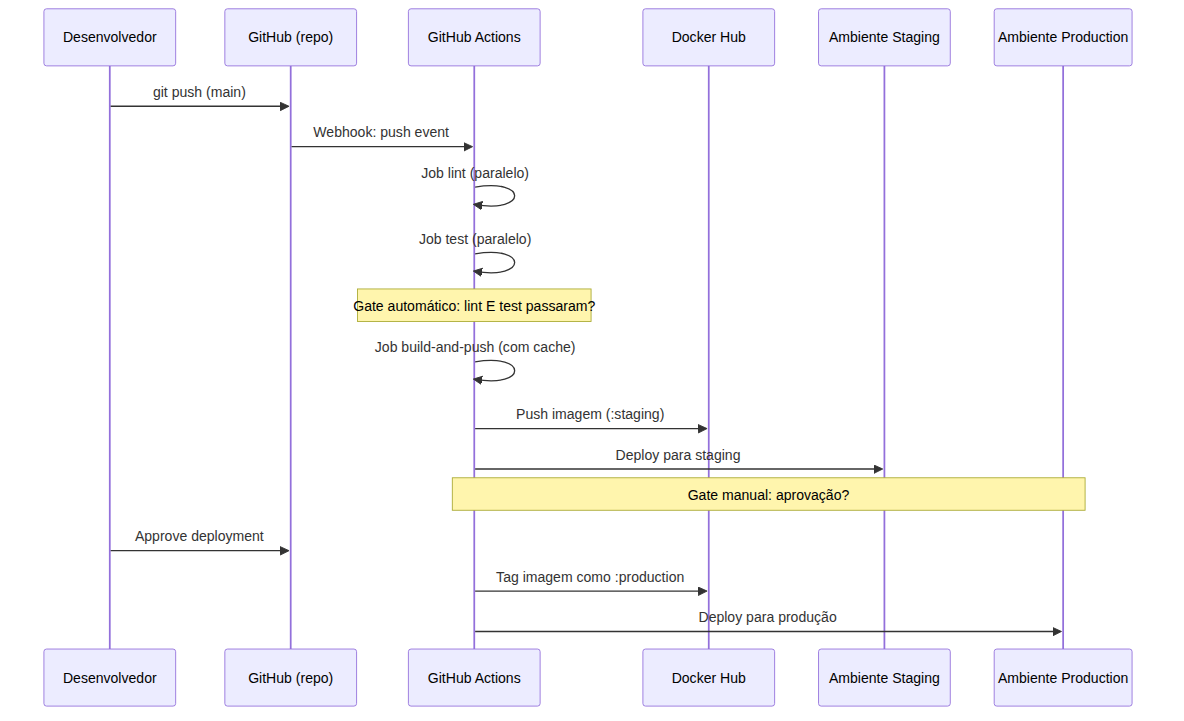 Desenvolvedor
GitHub (repo)
GitHub Actions
Docker Hub
Ambiente Staging
Ambiente Production
git push (main)
Webhook: push event
Job lint (paralelo)
Job test (paralelo)
Gate automático: lint E test passaram?
Job build-and-push (com cache)
Push imagem (:staging)
Deploy para staging
Gate manual: aprovação?
Approve deployment
Tag imagem como :production
Deploy para produção
Desenvolvedor
GitHub (repo)
GitHub Actions
Docker Hub
Ambiente Staging
Ambiente Production